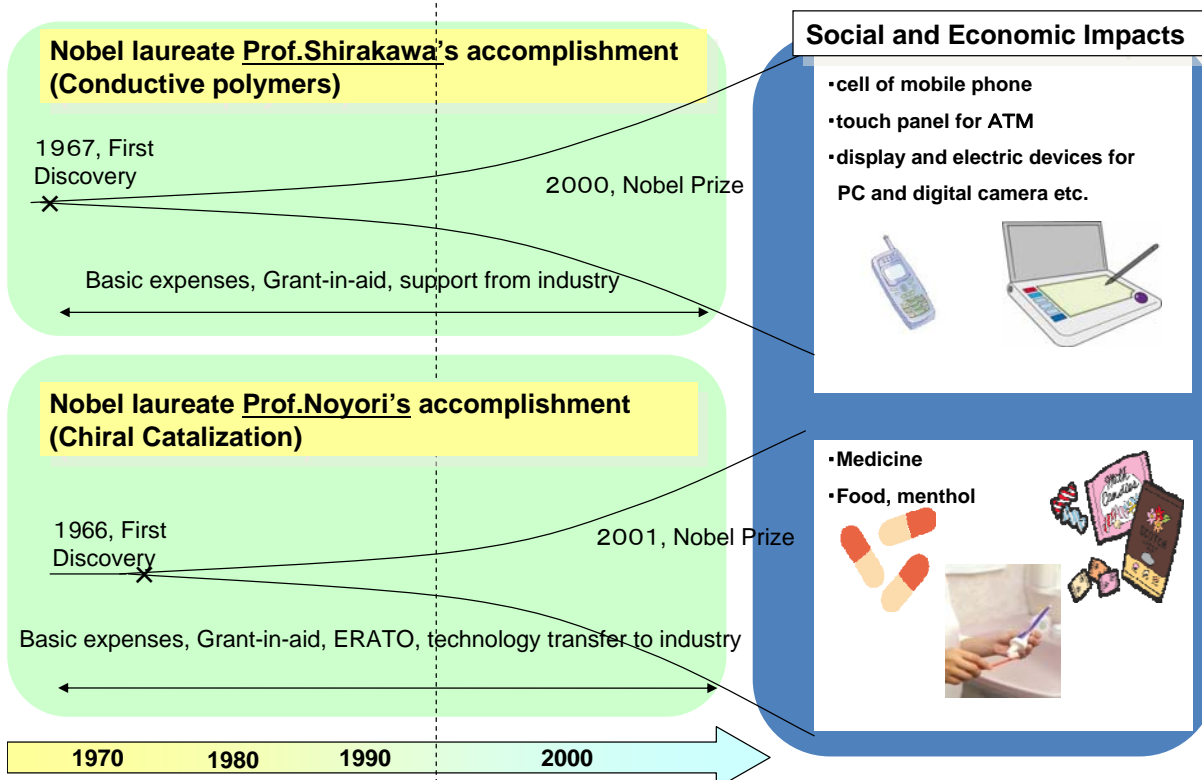 Nobel laureate Prof.Shirakawa's accomplishment
(Conductive polymers)
1967, First
Discovery
2000, Nobel Prize
Basic expenses, Grant-in-aid, support from industry
Nobel laureate Prof.Noyori's accomplishment
(Chiral Catalization)
1966, First
Discovery
2001, Nobel Prize
Basic expenses, Grant-in-aid, ERATO, technology transfer to industry
1970
1980
1990
2000
Social and Economic Impacts
・cell of mobile phone
・touch panel for ATM
・display and electric devices for
PC and digital camera etc.
・Medicine
・Food, menthol
Milk
Candies